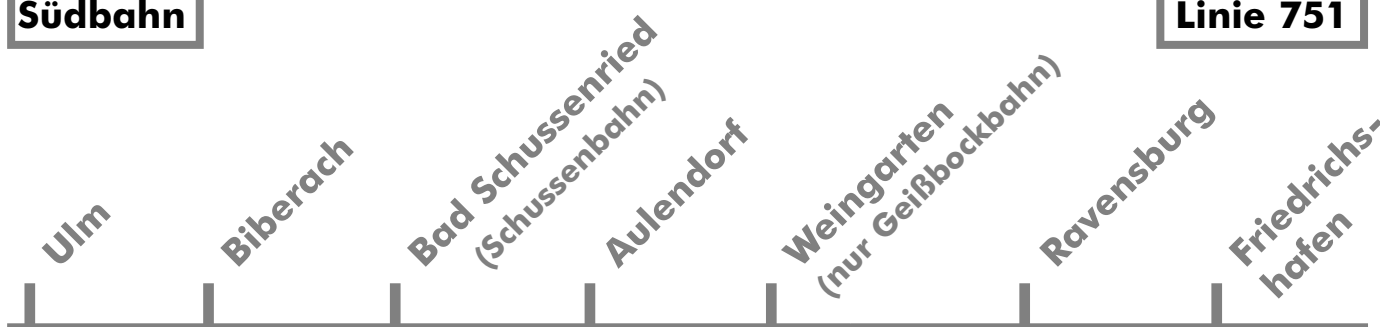 Südbahn
Linie 751
Ulm
Biberach
Bad Schussenried
(Schussenbahn)
Aulendorf
Weingarten
(nur Geißbockbahn)
Ravensburg
Friedrichs-
hafen